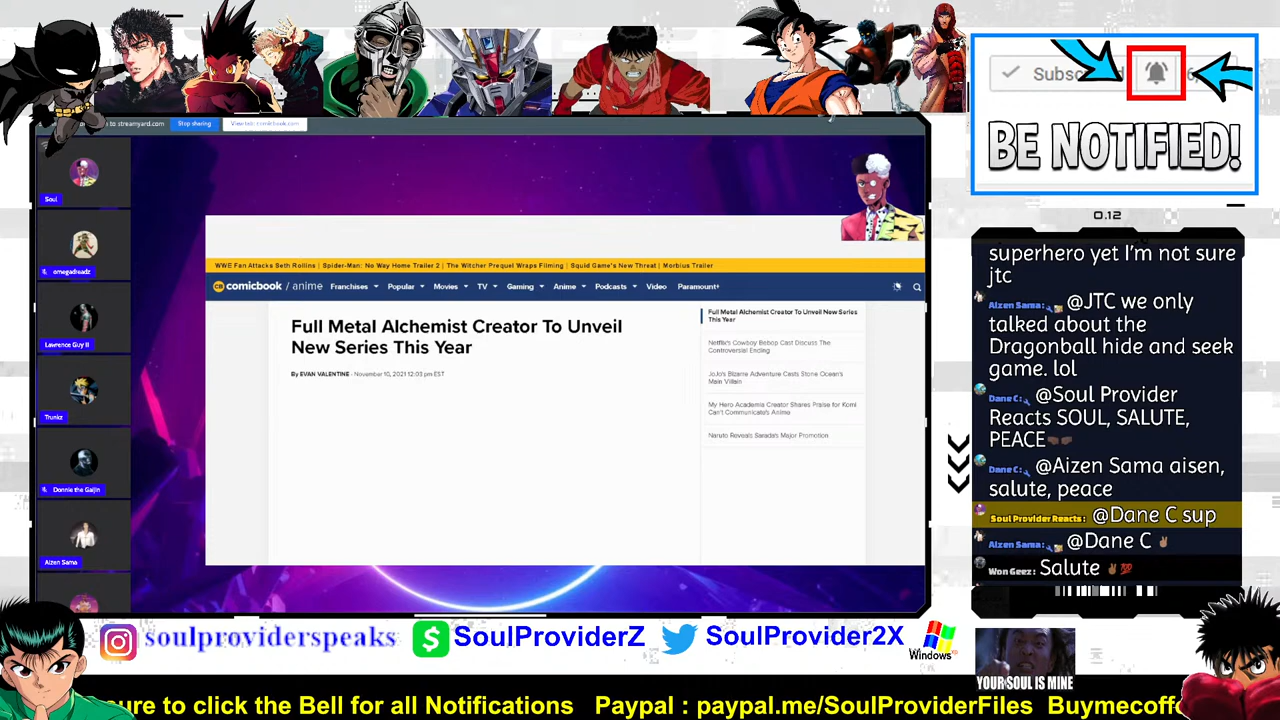 to streamyard.com
Stop sharing
Soul
omegadreadz
Lawrence Guy II
Trunkz
Donnie the Gaijin
Aizen Sama
WWE Fan Attacks Seth Rollins | Spider-Man: No Way Home Trailer 2 | The Witcher Prequel Wraps Filming | Squid Game's New Threat | Morbius Trailer
CB comicbook / anime Franchises Popular Movies TV Gaming Anime Podcasts Video Paramount+
Full Metal Alchemist Creator To Unveil
New Series This Year
By EVAN VALENTINE - November 10, 2021 12:03 pm EST
Full Metal Alchemist Creator To Unveil New Series
This Year
Netflix's Cowboy Bebop Cast Discuss The
Controversial Ending
JoJo's Bizarre Adventure Casts Stone Ocean's
Main Villain
My Hero Academia Creator Shares Praise for Komi
Can't Communicate's Anime
Naruto Reveals Sarada's Major Promotion
BE NOTIFIED!
0.12
superhero yet I'm not sure
jtc
Aizen Sama: @JTC we only
talked about the
Dragonball hide and seek
game. lol
Dane C: @Soul Provider
Reacts SOUL, SALUTE,
PEACE
Dane C: @Aizen Sama aisen,
salute, peace
Soul Provider Reacts: @Dane C sup
Aizen Sama: @Dane C
Won Geez: Salute 💯
soulproviderspeaks
$ SoulProviderZ
SoulProvider2X
Windows
YOUR SOUL IS MINE
ure to click the Bell for all Notifications Paypal : paypal.me/SoulProviderFiles Buymecoff